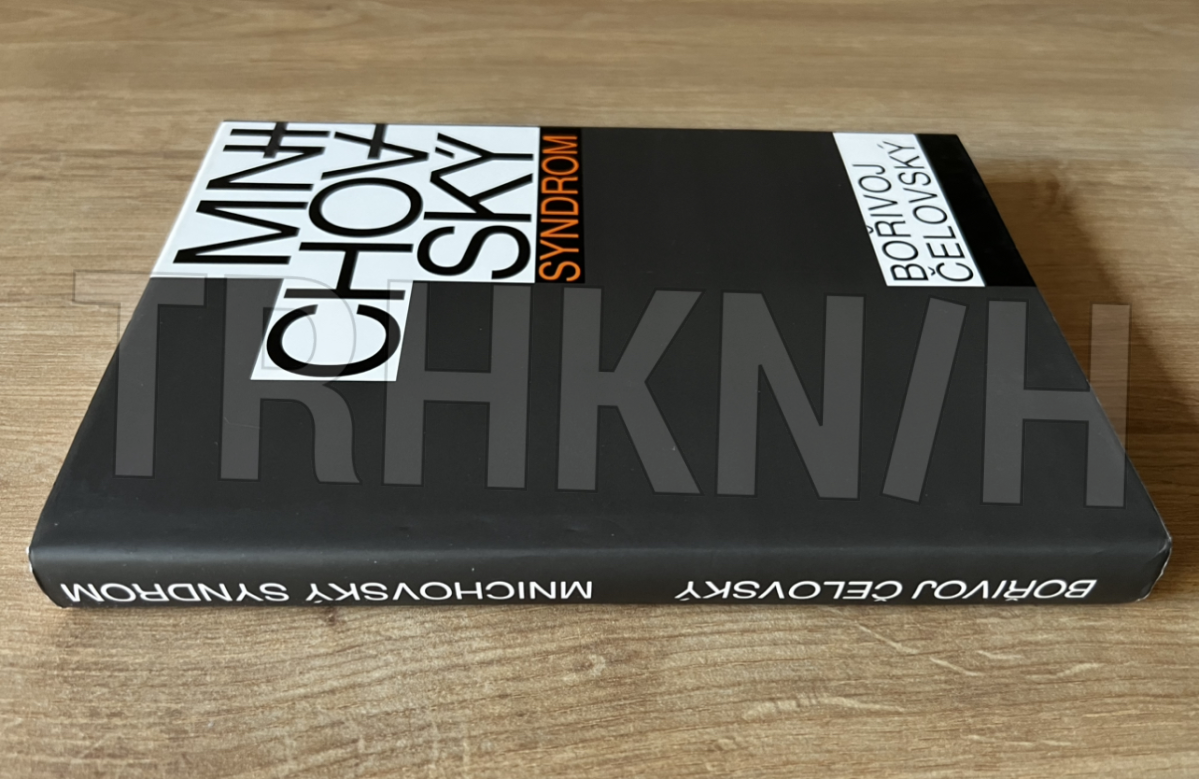 MNI
CHOV
SKÝ
SYNDROM
BOŘIVOJ
ČELOVSKÝ
TRHKNIH
BOŘIVOJ ČELOVSKÝ MNICHOVSKÝ SYNDROM